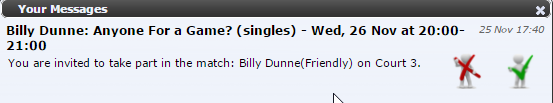 Your Messages
Billy Dunne: Anyone For a Game? (singles) - Wed, 26 Nov at 20:00-
21:00
25 Nov 17:40
You are invited to take part in the match: Billy Dunne(Friendly) on Court 3.